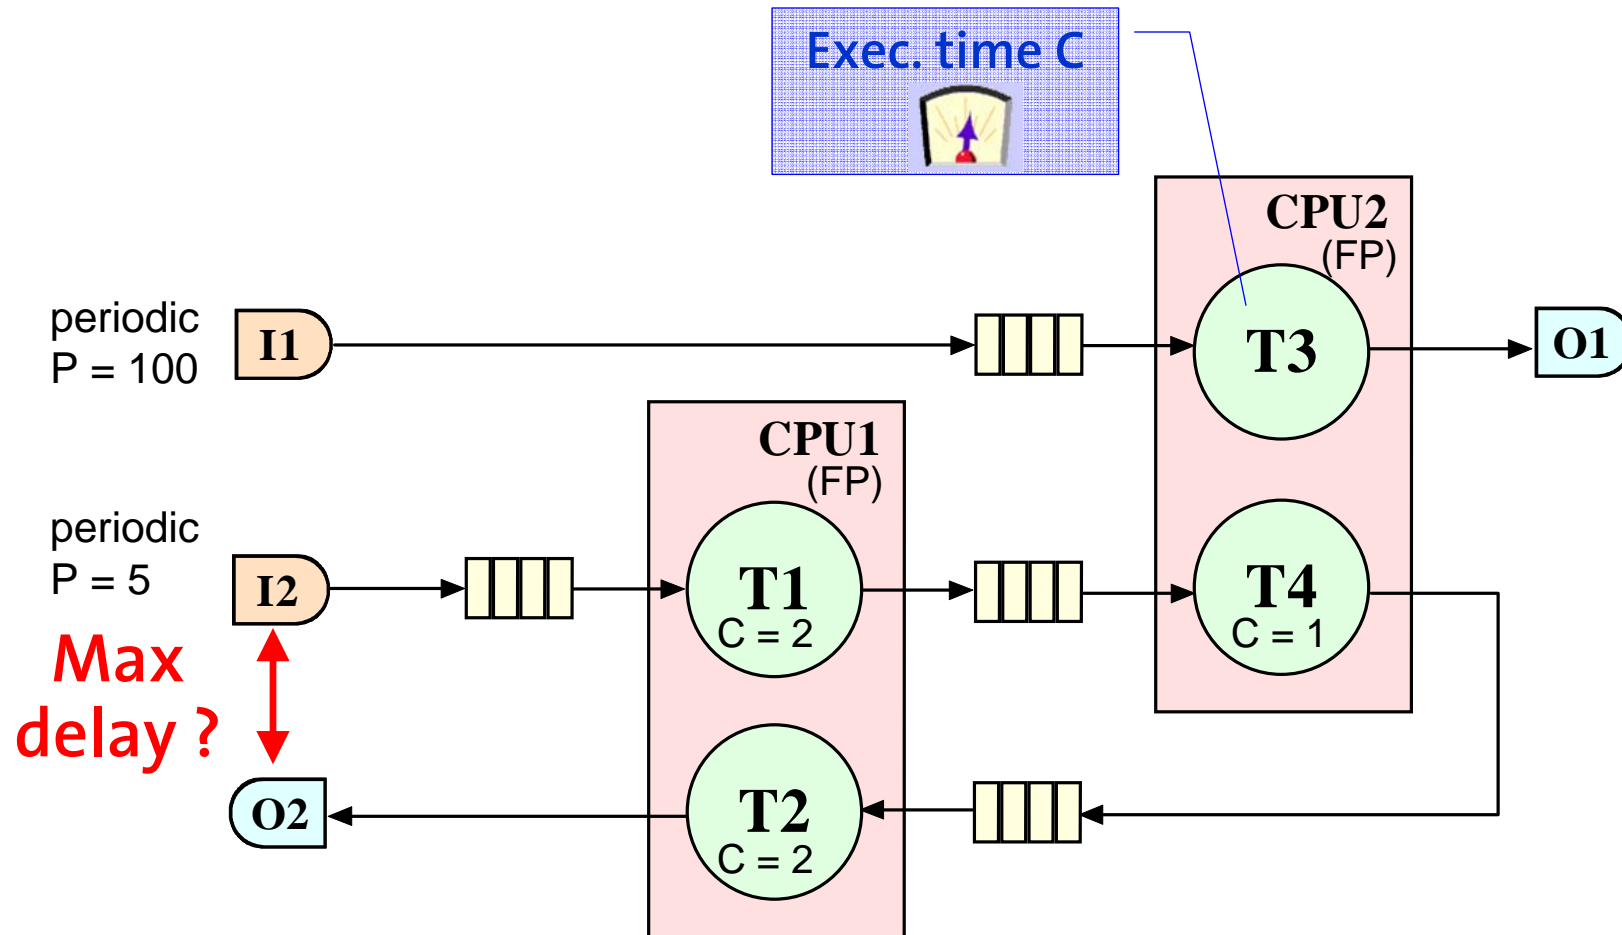 Exec. time C
CPU2
(FP)
periodic
P = 100
I1
T3
O1
CPU1
(FP)
periodic
P = 5
I2
T1
C = 2
T4
C = 1
Max
delay ?
O2
T2
C = 2